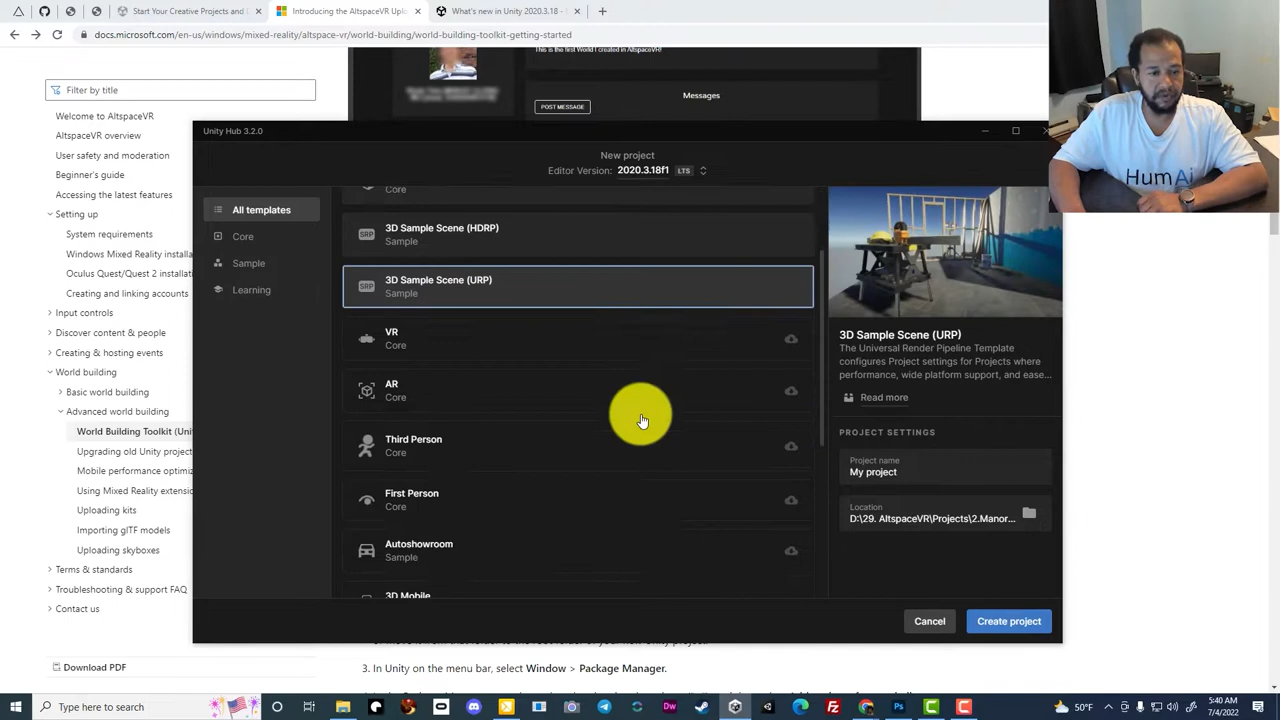 Start Your Creative Projects and
Introducing the AltspaceVR Uplo
What's new in Unity 2020.3.18 -
docs.microsoft.com/en-us/windows/mixed-reality/altspace-vr/world-building/world-building-toolkit-getting-started
Filter by title
Welcome to AltspaceVR
AltspaceVR overview
User safety and moderation
Beginner's guide
Accessing the latest features
Setting up
System requirements
Windows Mixed Reality installa
Oculus Quest/Quest 2 installati
Creating and linking accounts
Input controls
Discover content & people
Creating & hosting events
World building
Basic world building
Advanced world building
World Building Toolkit (Unit
Upgrading old Unity project
Mobile performance optimiz
Using Mixed Reality extensio
Uploading kits
Importing glTF models
Uploading skyboxes
Terms & standards
Troubleshooting & support FAQ
Contact us
Download PDF
This is the first World I created in AltspaceVR!
Messages
POST MESSAGE
Unity Hub 3.2.0
New project
Editor Version: 2020.3.18f1 LTS
All templates
Core
Sample
Learning
Core
3D Sample Scene (HDRP)
SRP
Sample
3D Sample Scene (URP)
SRP
Sample
VR
Core
AR
Core
Third Person
Core
First Person
Core
Autoshowroom
Sample
3D Mobile
3D Sample Scene (URP)
The Universal Render Pipeline Template
configures Project settings for Projects where
performance, wide platform support, and ease...
Read more
PROJECT SETTINGS
Project name
My project
Location
D:\29. AltspaceVR\Projects\2.Manor...
Cancel
Create project
3. In Unity on the menu bar, select Window > Package Manager.
HumAi
Type here to search
50°F
5:40 AM
7/4/2022